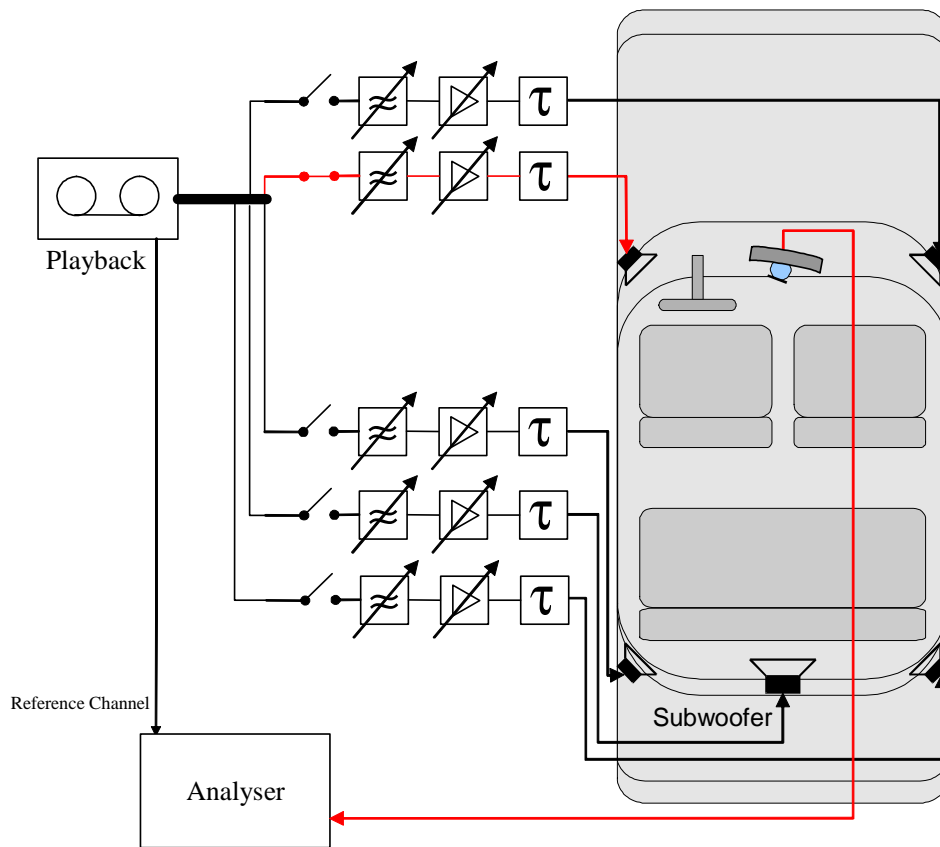 τ
τ
Playback
τ
τ
τ
Reference Channel
Subwoofer
Analyser